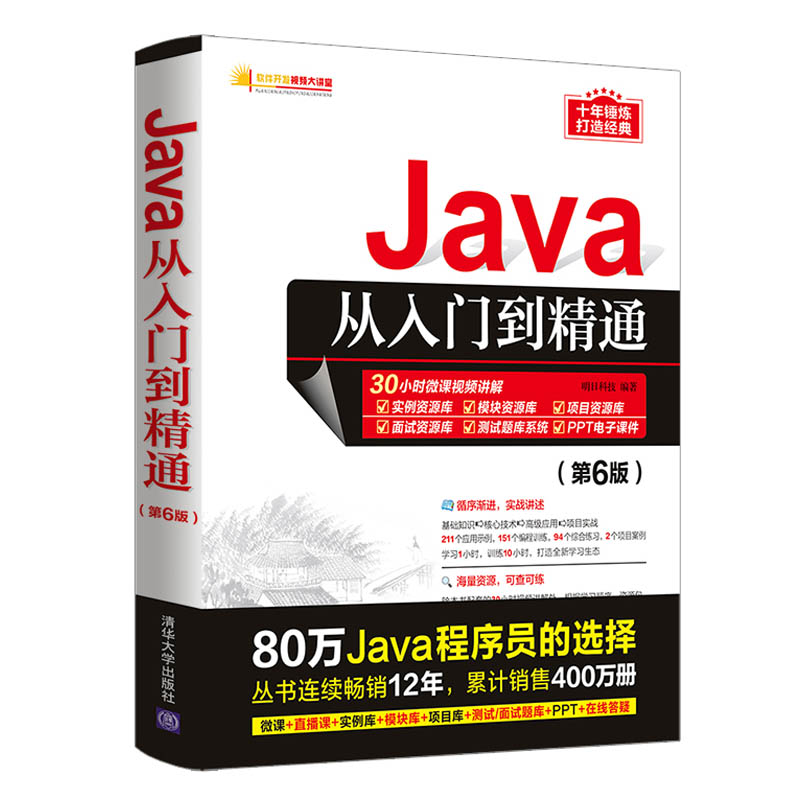 Java从入门到精通
（第6版）
清华大学出版社
软件开发视频大讲堂
十年锤炼
打造经典
Java
从入门到精通
30小时微课视频讲解
明日科技 编著
实例资源库 模块资源库 项目资源库
面试资源库 测试题库系统 PPT电子课件
（第6版）
循序渐进，实战讲述
基础知识 核心技术 高级应用 项目实战
211个应用示例，151个编程训练，94个综合练习，2个项目案例
学习1小时，训练10小时，打造全新学习生态
海量资源，可查可练
80万Java程序员的选择
丛书连续畅销12年，累计销售400万册
微课+直播课+实例库+模块库+项目库+测试/面试题库+PPT+在线答疑